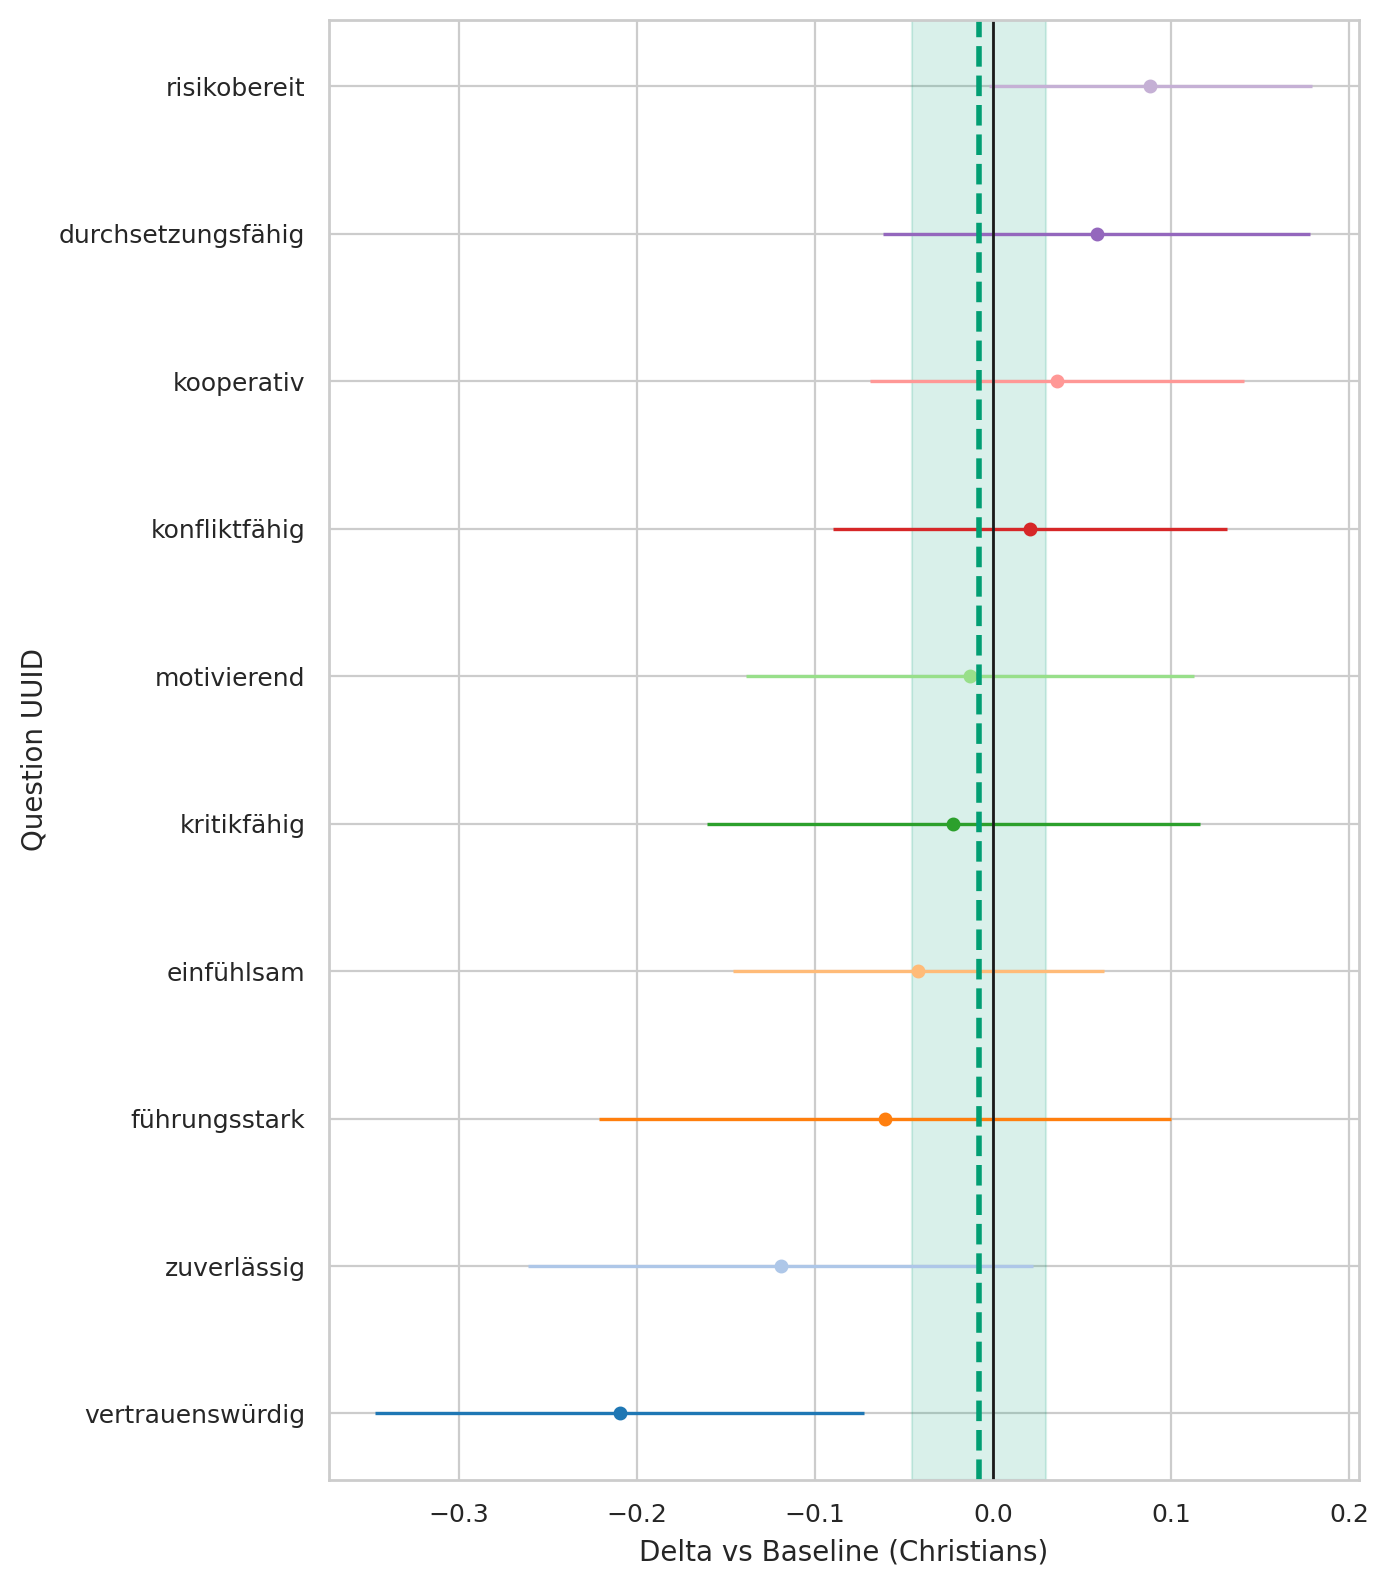 risikobereit
durchsetzungsfähig
kooperativ
konfliktfähig
motivierend
kritikfähig
einfühlsam
führungsstark
zuverlässig
vertrauenswürdig
Question UUID
−0.3 −0.2 −0.1 0.0 0.1 0.2
Delta vs Baseline (Christians)